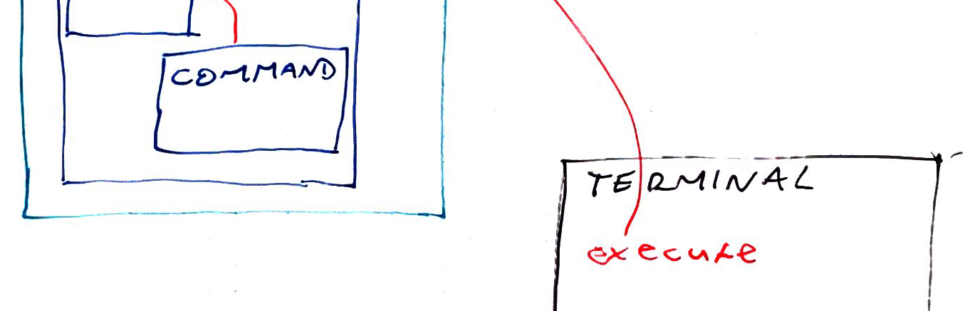 COMMAND
TERMINAL
execute